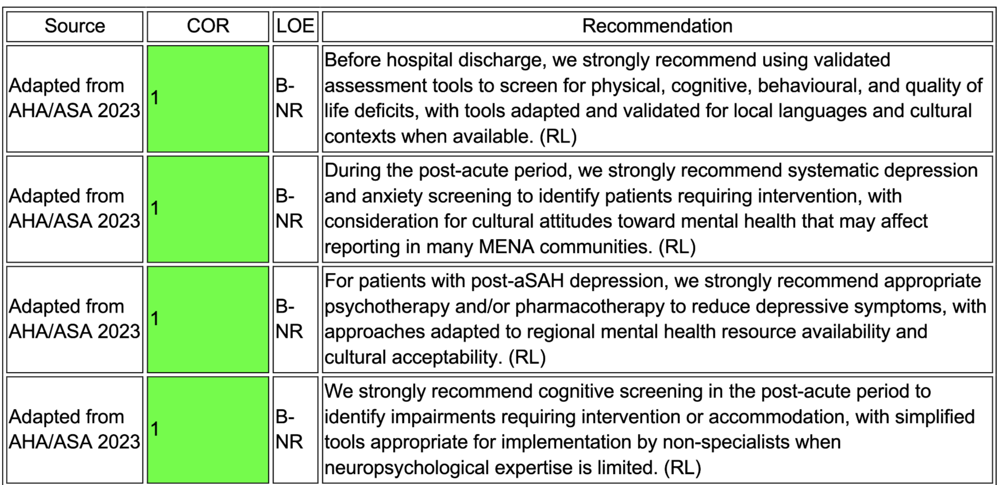 Source COR LOE Recommendation
Adapted from
AHA/ASA 2023
1
B-
NR
Before hospital discharge, we strongly recommend using validated
assessment tools to screen for physical, cognitive, behavioural, and quality of
life deficits, with tools adapted and validated for local languages and cultural
contexts when available. (RL)
Adapted from
AHA/ASA 2023
1
B-
NR
During the post-acute period, we strongly recommend systematic depression
and anxiety screening to identify patients requiring intervention, with
consideration for cultural attitudes toward mental health that may affect
reporting in many MENA communities. (RL)
Adapted from
AHA/ASA 2023
1
B-
NR
For patients with post-aSAH depression, we strongly recommend appropriate
psychotherapy and/or pharmacotherapy to reduce depressive symptoms, with
approaches adapted to regional mental health resource availability and
cultural acceptability. (RL)
Adapted from
AHA/ASA 2023
1
B-
NR
We strongly recommend cognitive screening in the post-acute period to
identify impairments requiring intervention or accommodation, with simplified
tools appropriate for implementation by non-specialists when
neuropsychological expertise is limited. (RL)